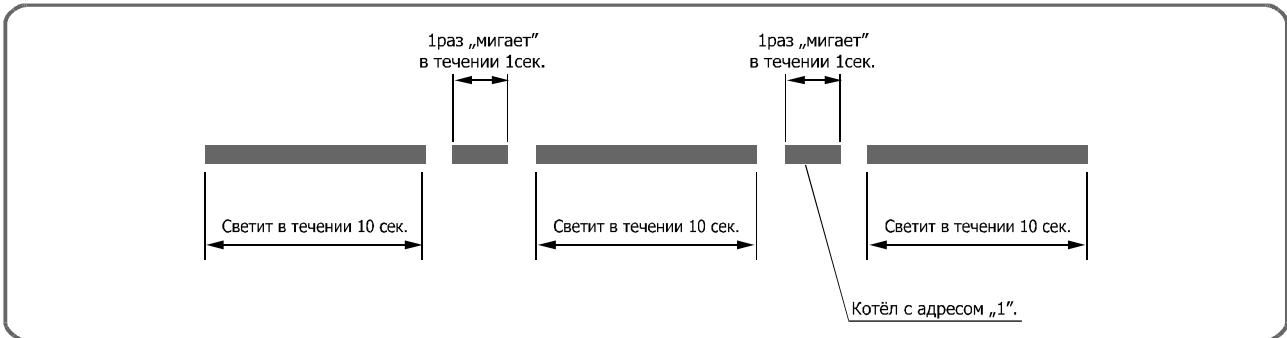 1раз „мигает”
в течении 1сек.
1раз „мигает”
в течении 1сек.
Светит в течении 10 сек.
Светит в течении 10 сек.
Светит в течении 10 сек.
Котёл с адресом „1”.